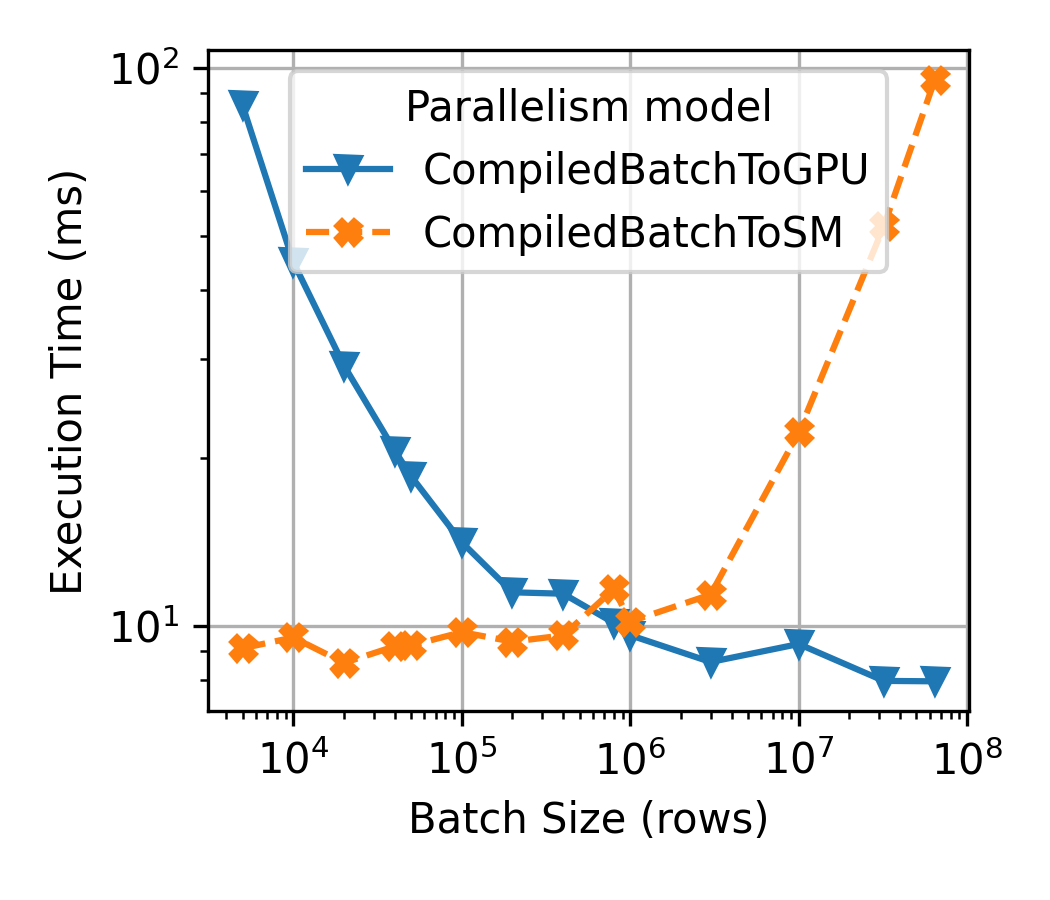 10²
Parallelism model
CompiledBatchToGPU
CompiledBatchToSM
Execution Time (ms)
10¹
10⁴ 10⁵ 10⁶ 10⁷ 10⁸
Batch Size (rows)